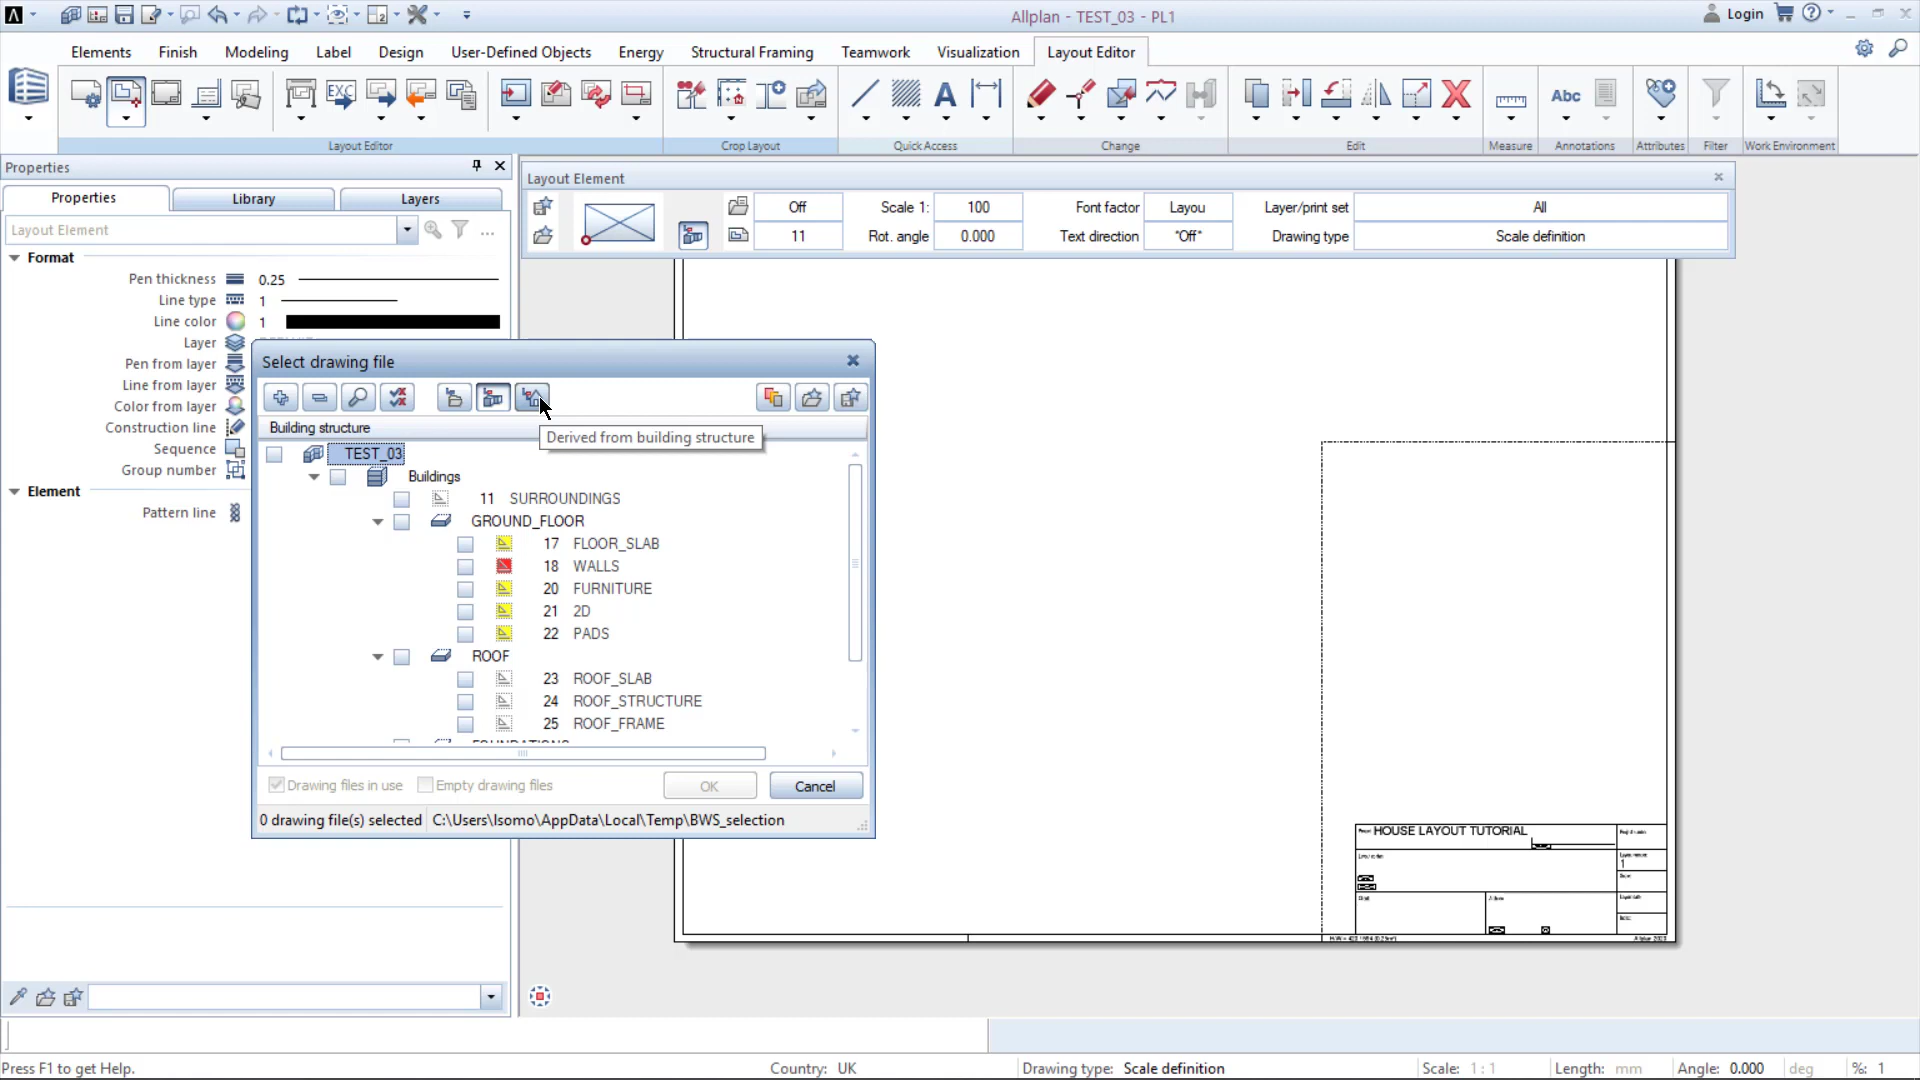 Allplan - TEST_03 - PL1
Login
Elements Finish Modeling Label Design User-Defined Objects Energy Structural Framing Teamwork Visualization Layout Editor
EXC
A
Abc
Layout Editor Crop Layout Quick Access Change Edit Measure Annotations Attributes Filter Work Environment
Properties
Properties Library Layers
Layout Element
Format
Pen thickness 0.25
Line type 1
Line color 1
Layer
Pen from layer
Line from layer
Color from layer
Construction line
Sequence
Group number
Element
Pattern line
Layout Element
Off Scale 1: 100 Font factor Layou Layer/print set All
11 Rot. angle 0.000 Text direction "Off" Drawing type Scale definition
Select drawing file
Building structure
Derived from building structure
TEST_03
Buildings
11 SURROUNDINGS
GROUND_FLOOR
17 FLOOR_SLAB
18 WALLS
20 FURNITURE
21 2D
22 PADS
ROOF
23 ROOF_SLAB
24 ROOF_STRUCTURE
25 ROOF_FRAME
Drawing files in use Empty drawing files OK Cancel
0 drawing file(s) selected C:\Users\Isomo\AppData\Local\Temp\BWS_selection
HOUSE LAYOUT TUTORIAL
1
Press F1 to get Help. Country: UK Drawing type: Scale definition Scale: 1 : 1 Length: mm Angle: 0.000 deg %: 1